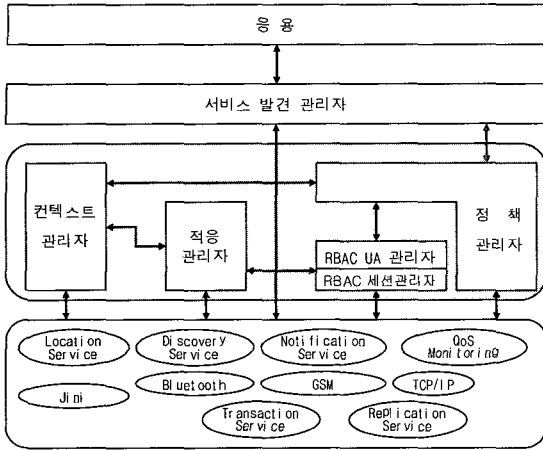 응 용
서비스 발견 관리자
컨텍스트
관리자
적응
관리자
정 책
관리자
RBAC UA 관리자
RBAC 세션관리자
Location
Service
Discovery
Service
Notification
Service
QoS
Monitoring
Jini
Bluetooth
GSM
TCP/IP
Transaction
Service
Replication
Service